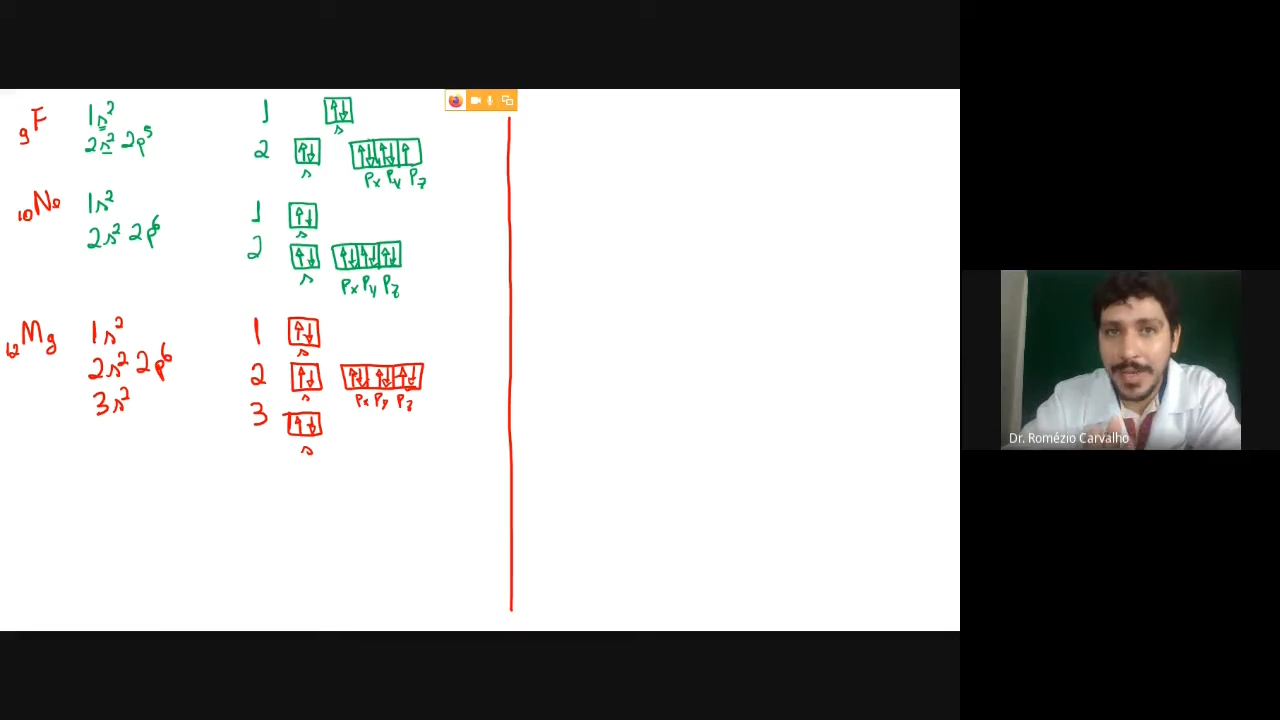 ₉F 1s² 1 ↑↓
s
2s² 2p⁵ 2 ↑↓ ↑↓ ↑↓ ↑
s Px Py Pz
₁₀Ne 1s² 1 ↑↓
s
2s² 2p⁶ 2 ↑↓ ↑↓ ↑↓ ↑↓
s Px Py Pz
₁₂Mg 1s² 1 ↑↓
s
2s² 2p⁶ 2 ↑↓ ↑↓ ↑↓ ↑↓
s Px Py Pz
3s² 3 ↑↓
s
Dr. Romézio Carvalho